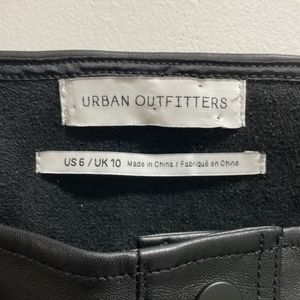 URBAN OUTFITTERS
US 6 / UK 10 Made in China / Fabriqué en Chine